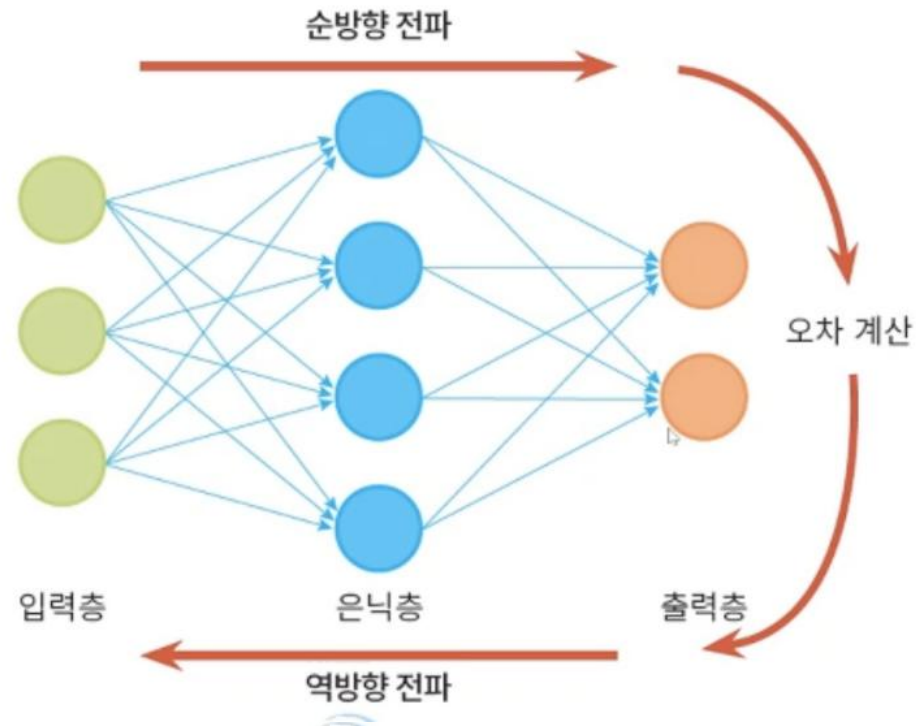 순방향 전파
오차 계산
입력층
은닉층
출력층
역방향 전파